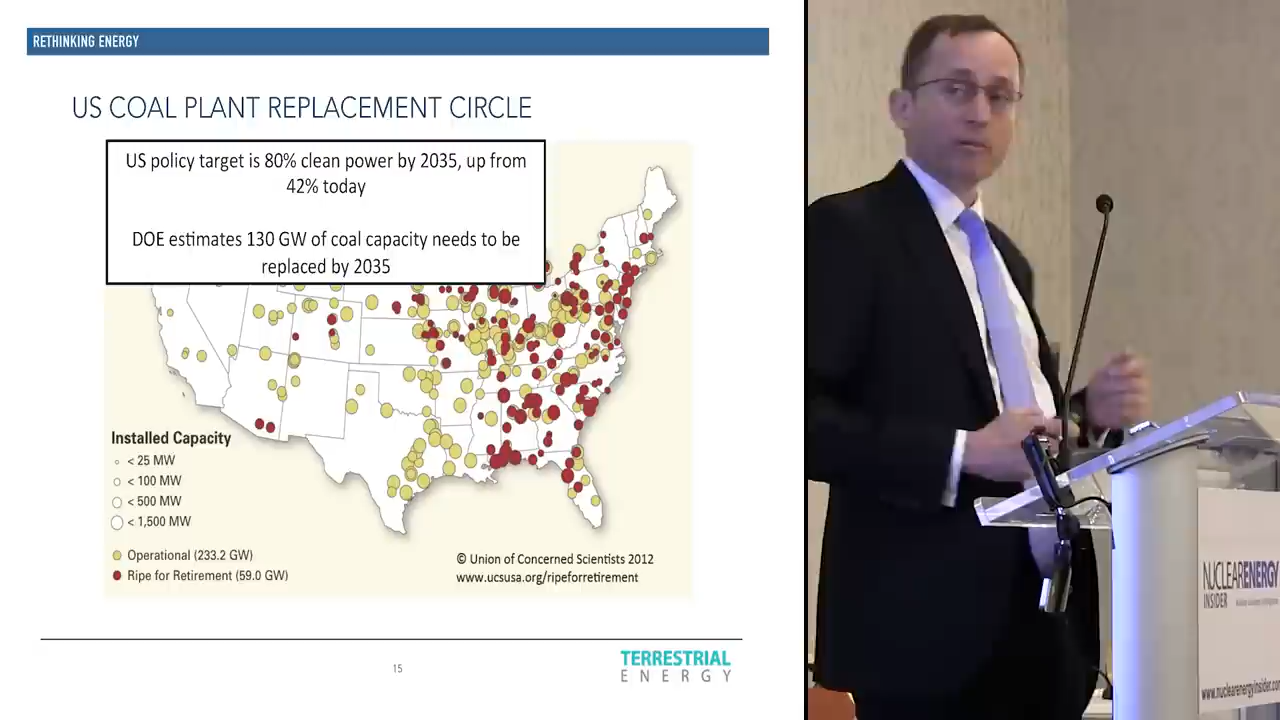 RETHINKING ENERGY
US COAL PLANT REPLACEMENT CIRCLE
US policy target is 80% clean power by 2035, up from
42% today
DOE estimates 130 GW of coal capacity needs to be
replaced by 2035
Installed Capacity
< 25 MW
< 100 MW
< 500 MW
< 1,500 MW
Operational (233.2 GW)
Ripe for Retirement (59.0 GW)
© Union of Concerned Scientists 2012
www.ucsusa.org/ripeforretirement
15
TERRESTRIAL
ENERGY
NUCLEARENERGY
INSIDER
www.nuclearenergyinsider.co